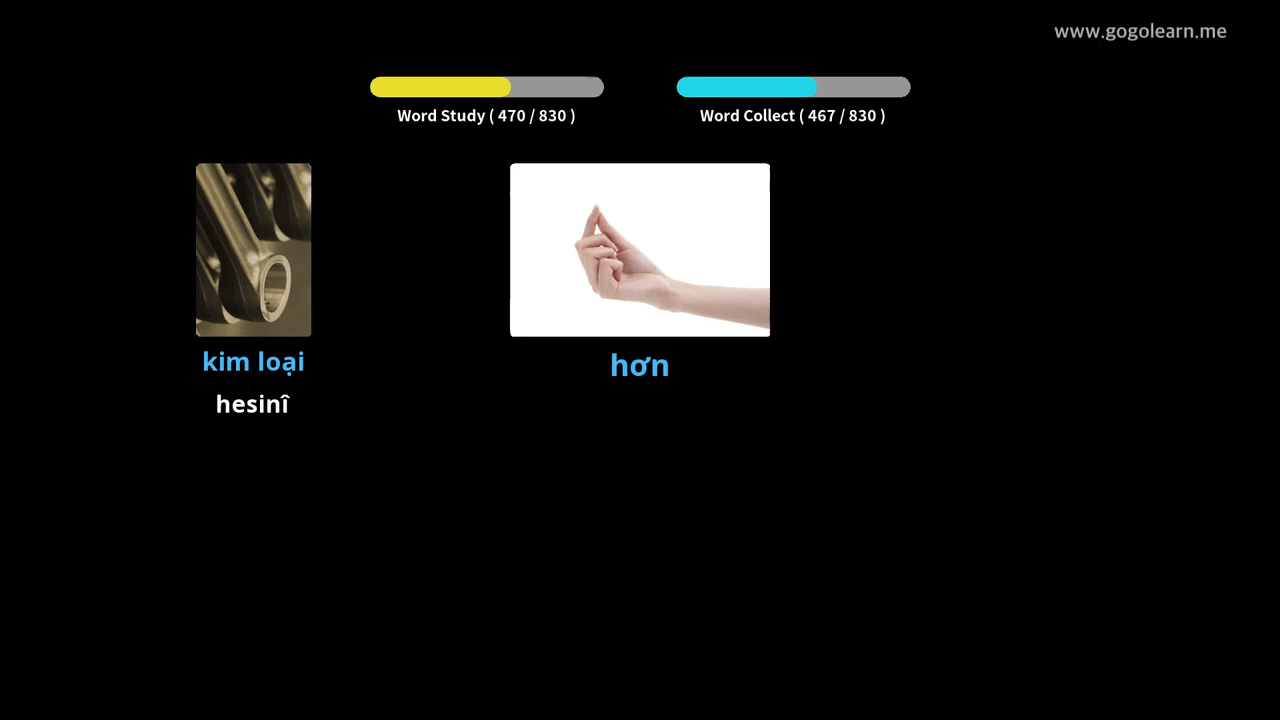 www.gogolearn.me
Word Study ( 470 / 830 )
Word Collect ( 467 / 830 )
kim loại
hesinî
hơn